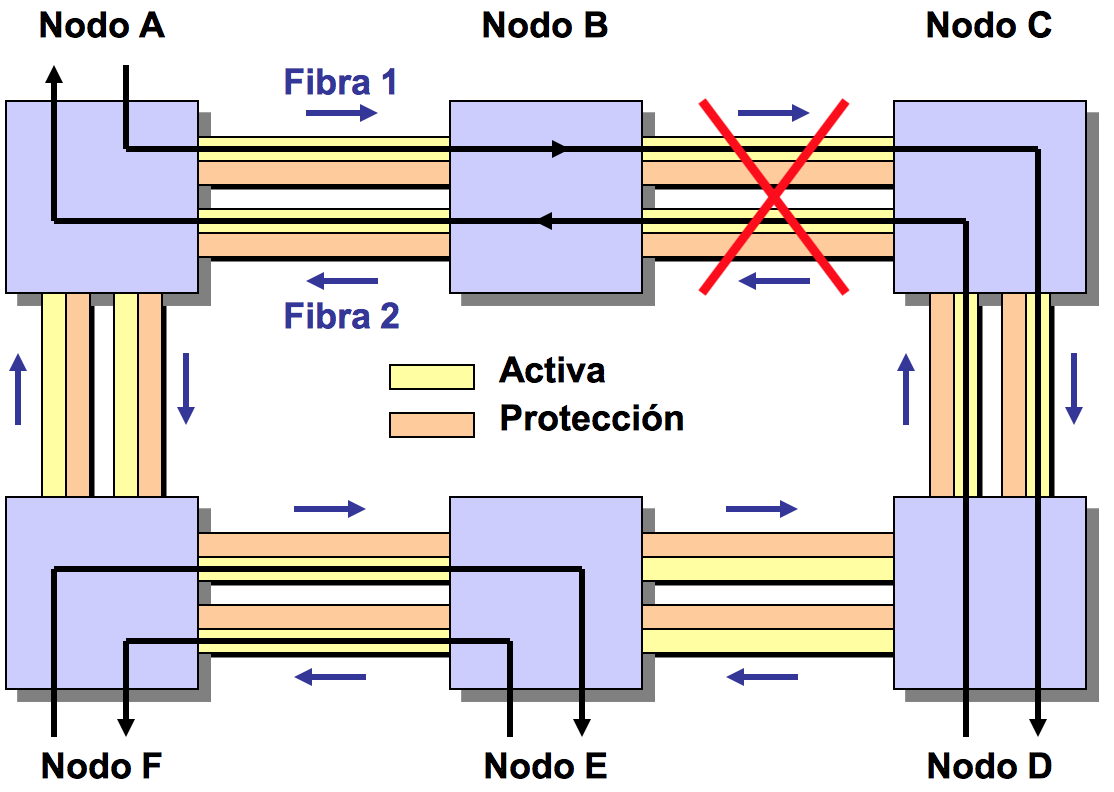 Nodo A
Nodo B
Nodo C
Fibra 1
Fibra 2
Activa
Protección
Nodo F
Nodo E
Nodo D